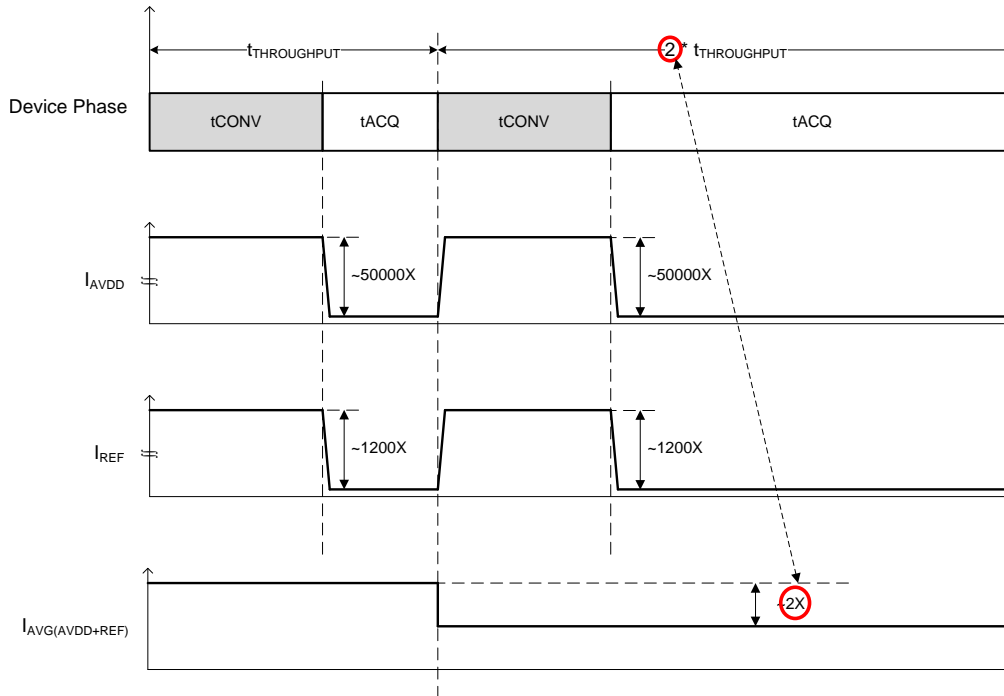 tTHROUGHPUT
2 * tTHROUGHPUT
Device Phase
tCONV
tACQ
tCONV
tACQ
IAVDD
~50000X
~50000X
IREF
~1200X
~1200X
IAVG(AVDD+REF)
~2X